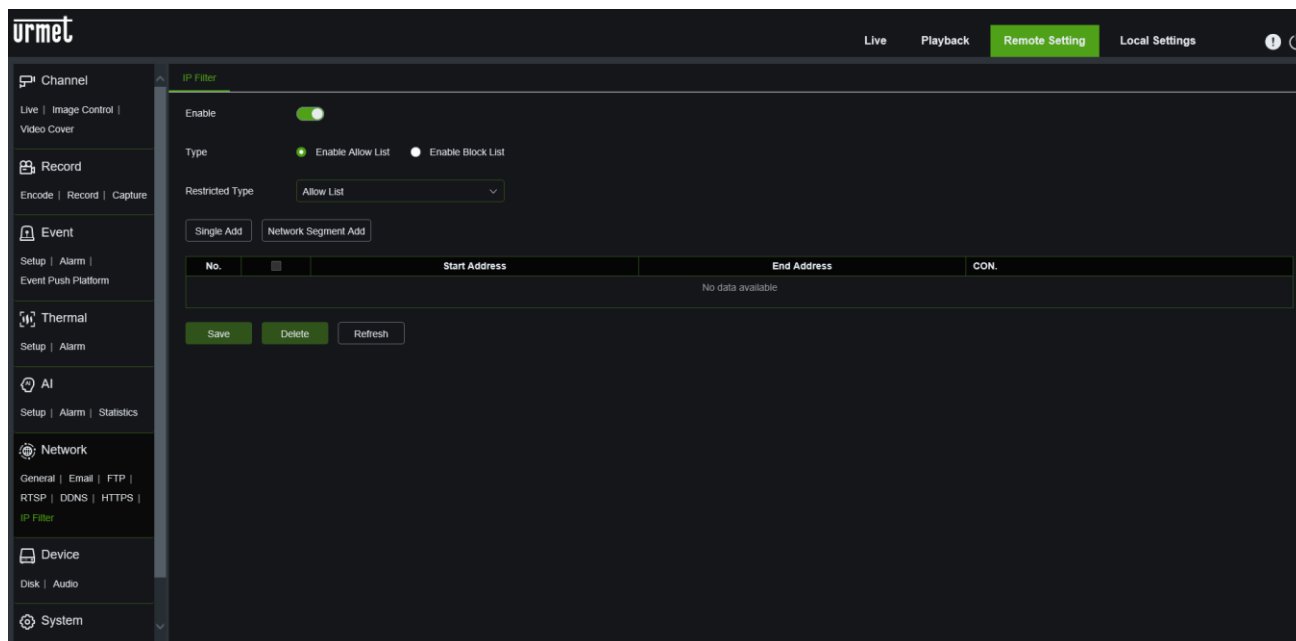 urmet
Live Playback Remote Setting Local Settings
Channel
Live | Image Control |
Video Cover
Record
Encode | Record | Capture
Event
Setup | Alarm |
Event Push Platform
Thermal
Setup | Alarm
AI
Setup | Alarm | Statistics
Network
General | Email | FTP |
RTSP | DDNS | HTTPS |
IP Filter
Device
Disk | Audio
System
IP Filter
Enable
Type Enable Allow List Enable Block List
Restricted Type Allow List
Single Add Network Segment Add
No. Start Address End Address CON.
No data available
Save Delete Refresh